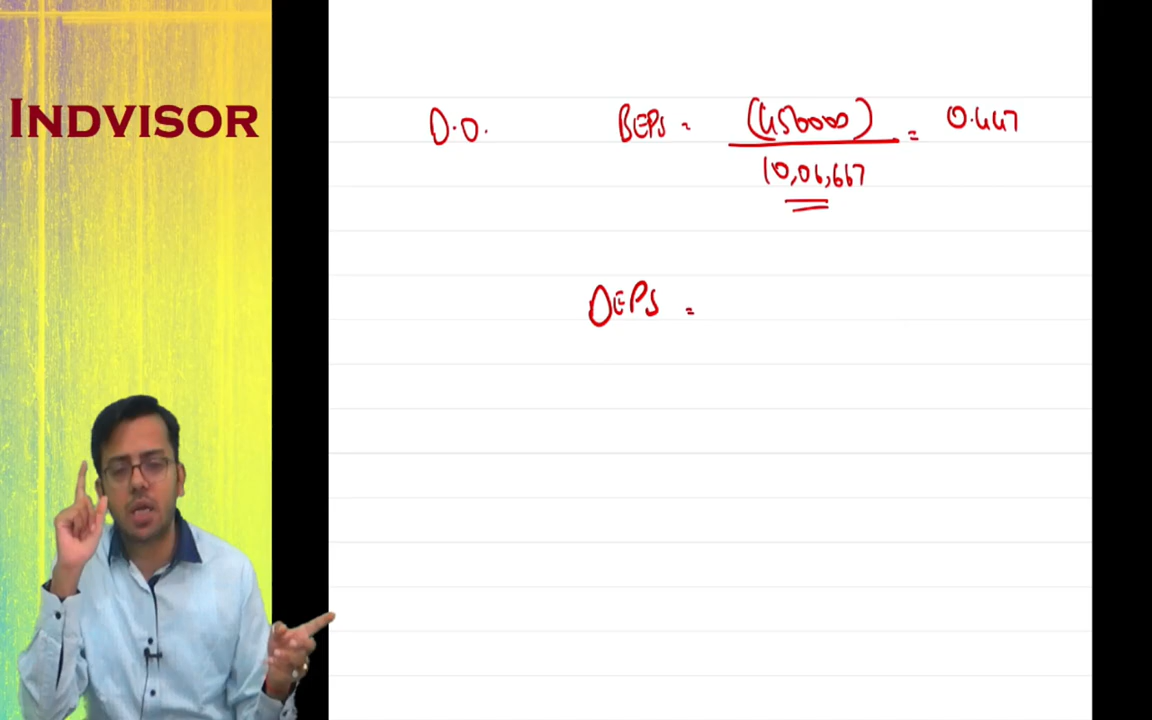 INDVISOR
D.O. BEPS = (450000) / 10,06,667 = 0.447
DEPS =